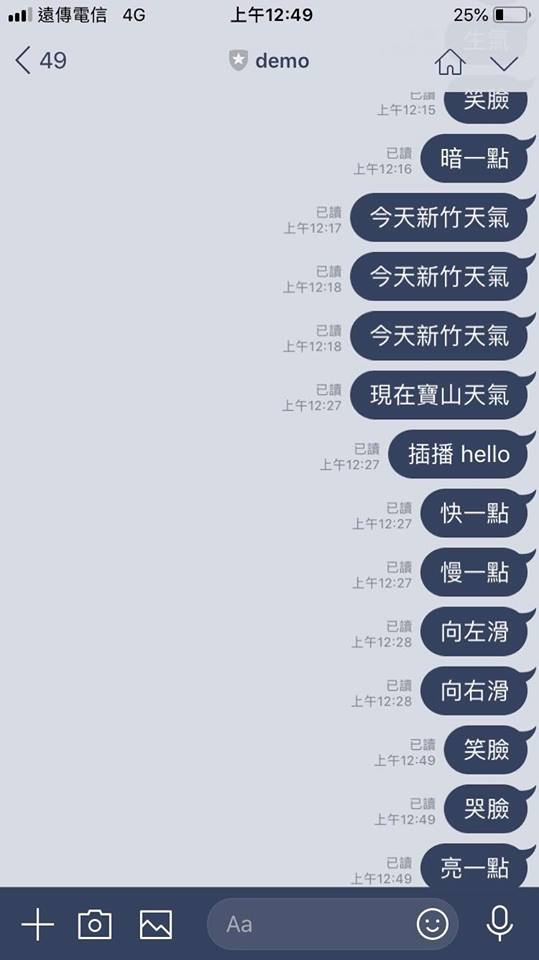 遠傳電信 4G 上午12:49 25%
生氣
49 demo
笑臉
已讀
上午12:15
暗一點
已讀
上午12:16
今天新竹天氣
已讀
上午12:17
今天新竹天氣
已讀
上午12:18
今天新竹天氣
已讀
上午12:18
現在寶山天氣
已讀
上午12:27
插播 hello
已讀
上午12:27
快一點
已讀
上午12:27
慢一點
已讀
上午12:27
向左滑
已讀
上午12:28
向右滑
已讀
上午12:28
笑臉
已讀
上午12:49
哭臉
已讀
上午12:49
亮一點
已讀
上午12:49
Aa